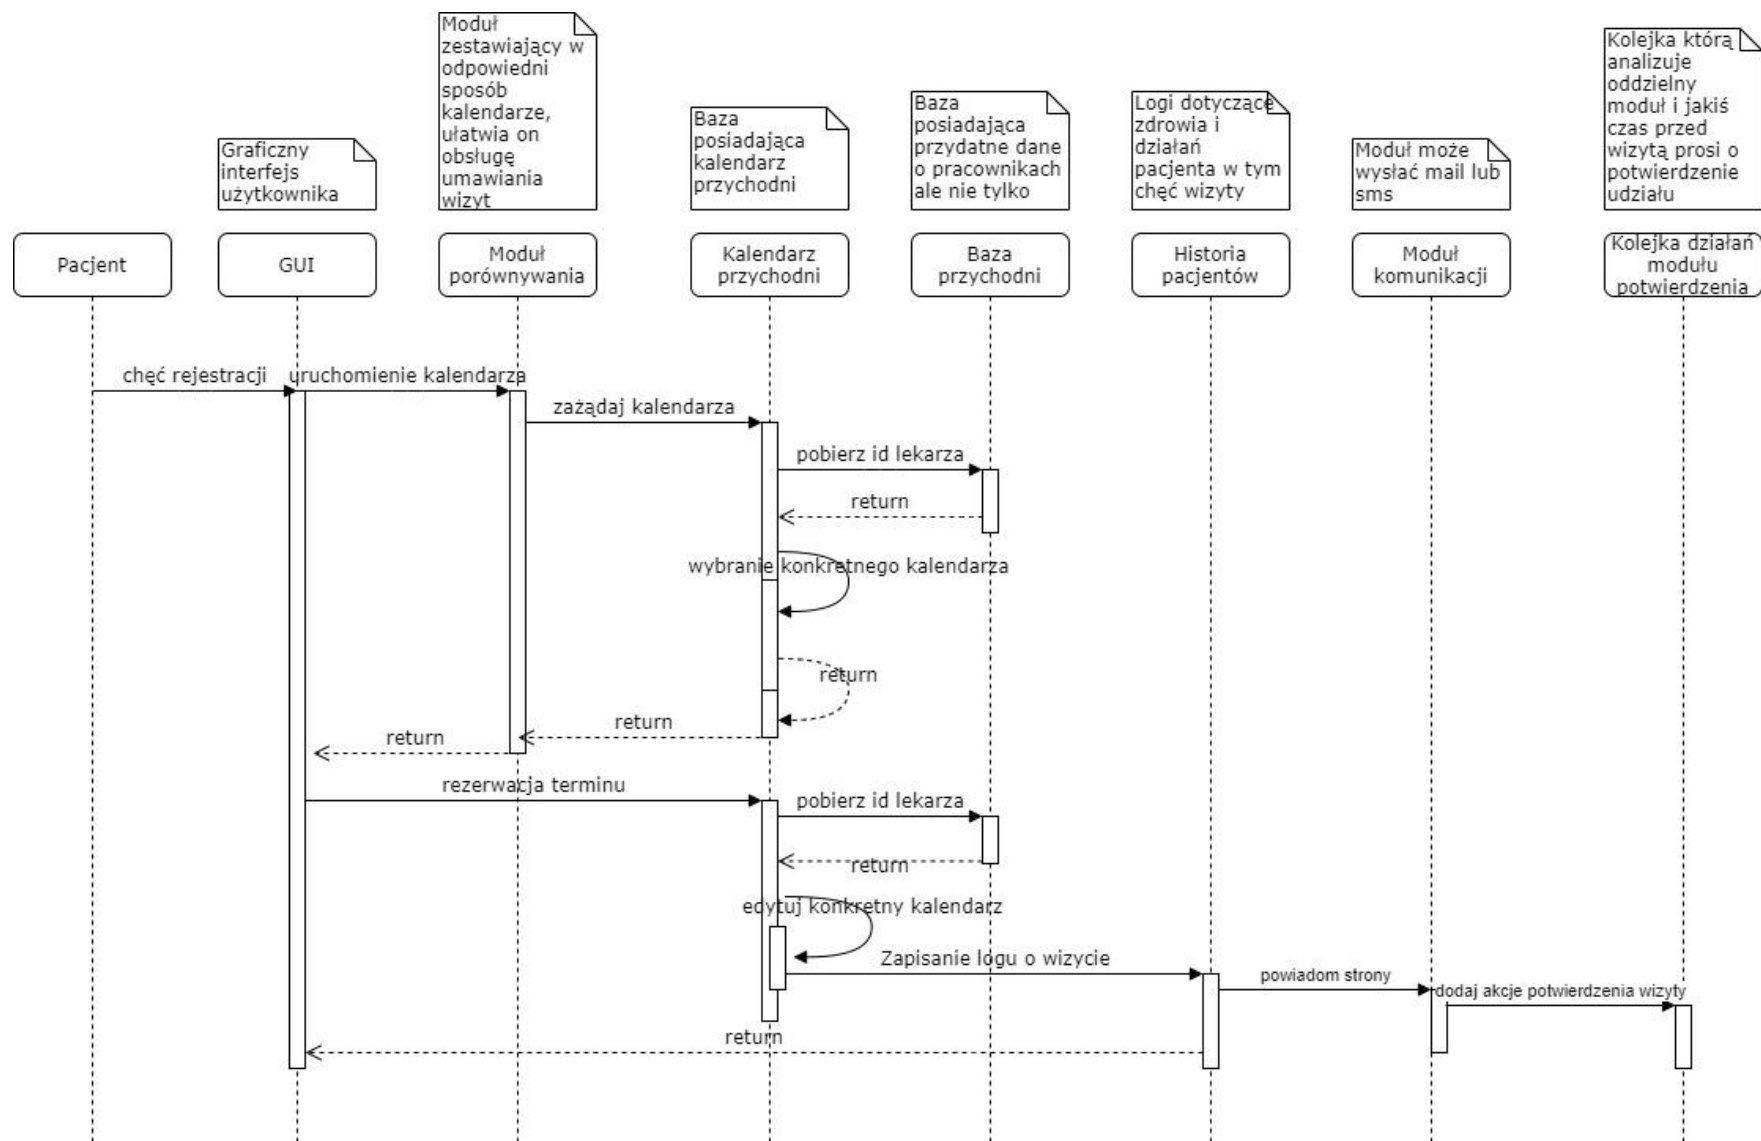 Moduł
zestawiający w
odpowiedni
sposób
kalendarze,
ułatwia on
obsługę
umawiania
wizyt
Kolejka którą
analizuje
oddzielny
moduł i jakiś
czas przed
wizytą prosi o
potwierdzenie
udziału
Graficzny
interfejs
użytkownika
Baza
posiadająca
kalendarz
przychodni
Baza
posiadająca
przydatne dane
o pracownikach
ale nie tylko
Logi dotyczące
zdrowia i
działań
pacjenta w tym
chęć wizyty
Moduł może
wysłać mail lub
sms
Pacjent
GUI
Moduł
porównywania
Kalendarz
przychodni
Baza
przychodni
Historia
pacjentów
Moduł
komunikacji
Kolejka działań
modułu
potwierdzenia
chęć rejestracji
uruchomienie kalendarza
zażądaj kalendarza
pobierz id lekarza
return
wybranie konkretnego kalendarza
return
return
return
rezerwacja terminu
pobierz id lekarza
return
edytuj konkretny kalendarz
Zapisanie logu o wizycie
powiadom strony
dodaj akcje potwierdzenia wizyty
return